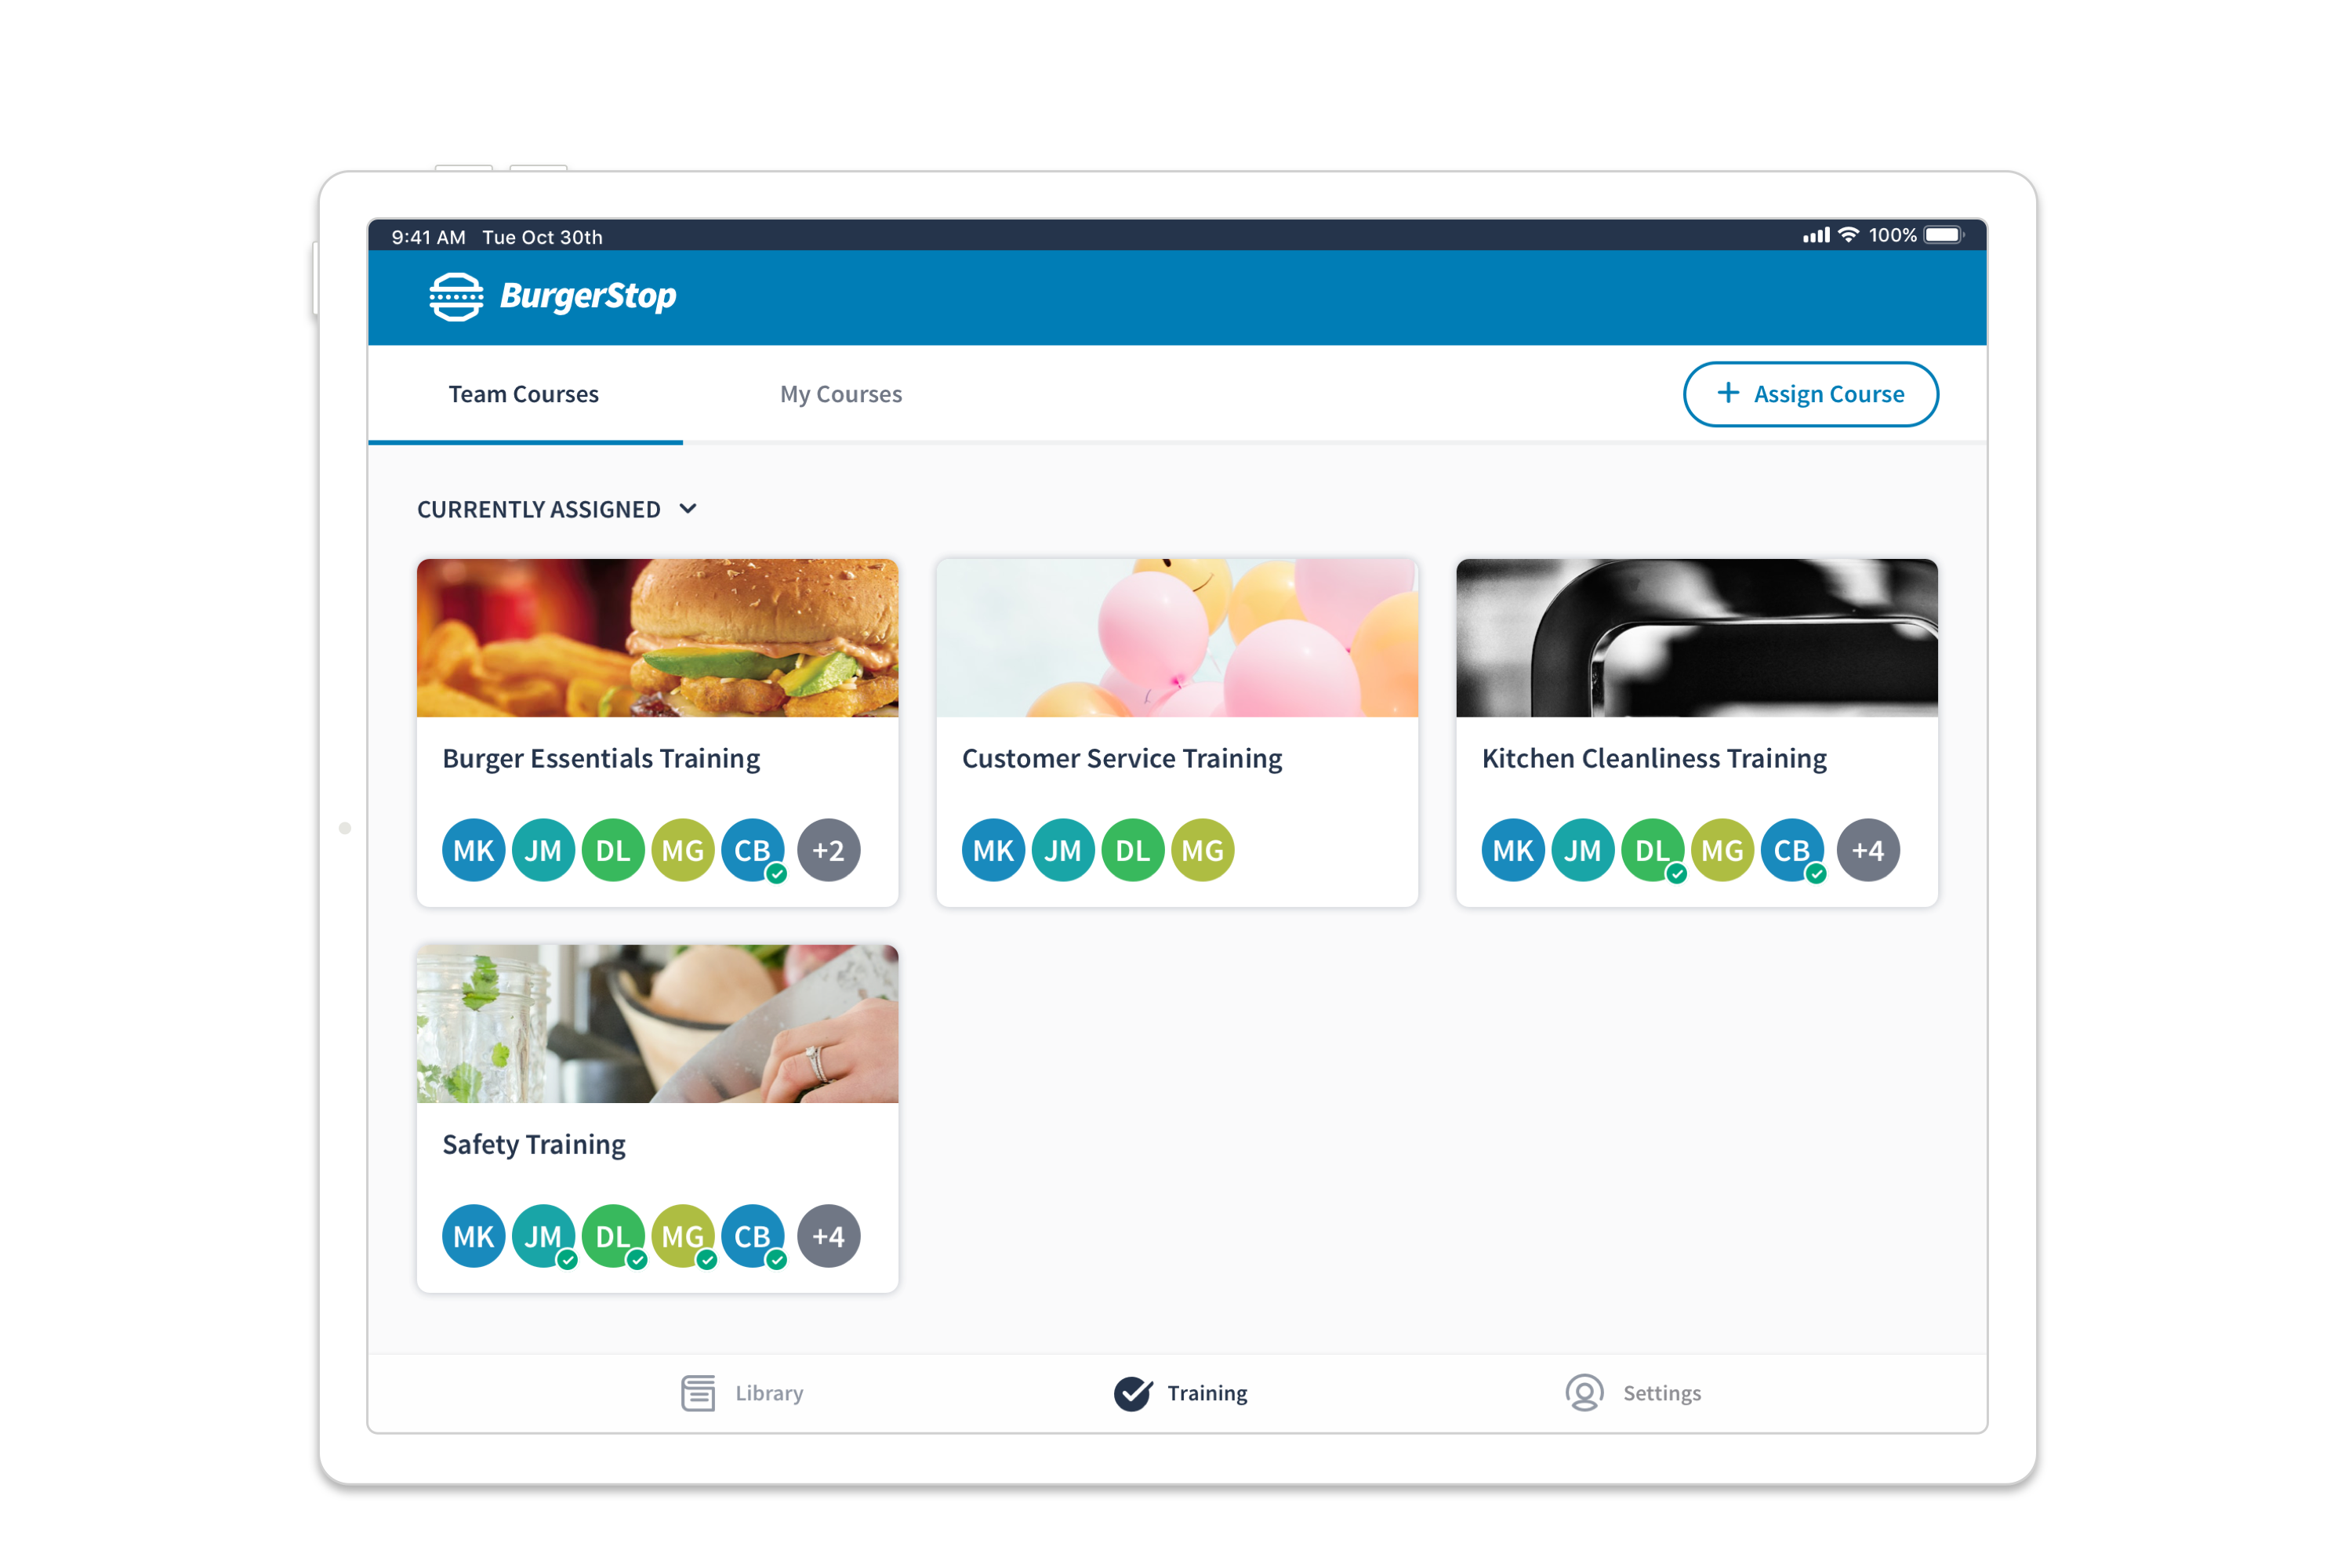 9:41 AM Tue Oct 30th 100%
BurgerStop
Team Courses My Courses + Assign Course
CURRENTLY ASSIGNED
Burger Essentials Training
MK JM DL MG CB +2
Customer Service Training
MK JM DL MG
Kitchen Cleanliness Training
MK JM DL MG CB +4
Safety Training
MK JM DL MG CB +4
Library Training Settings